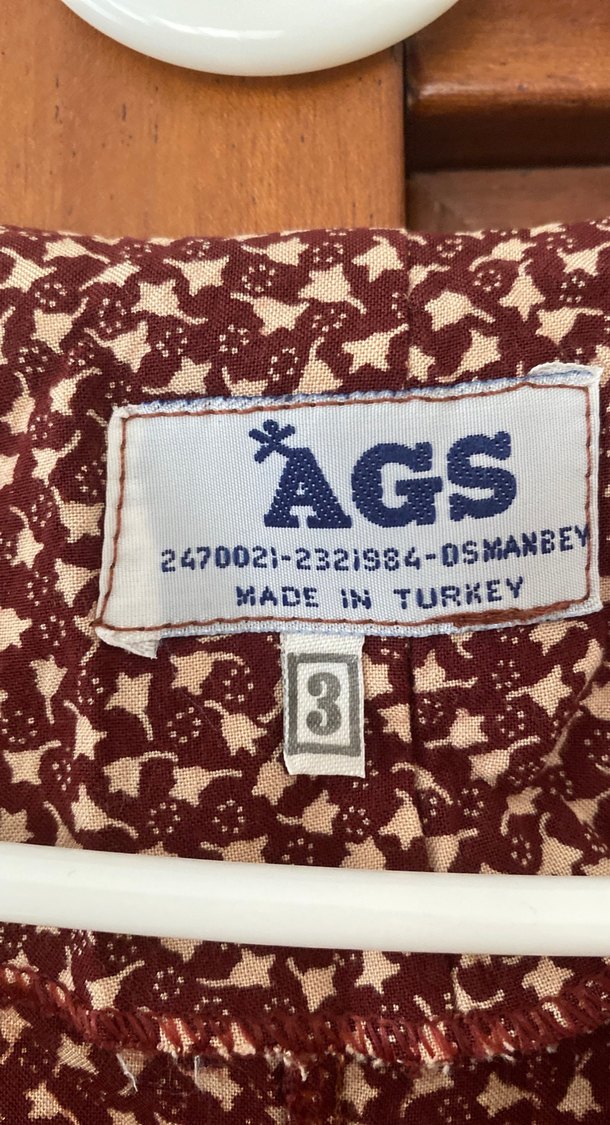 AGS
2470021-2321984-OSMANBEY
MADE IN TURKEY
3